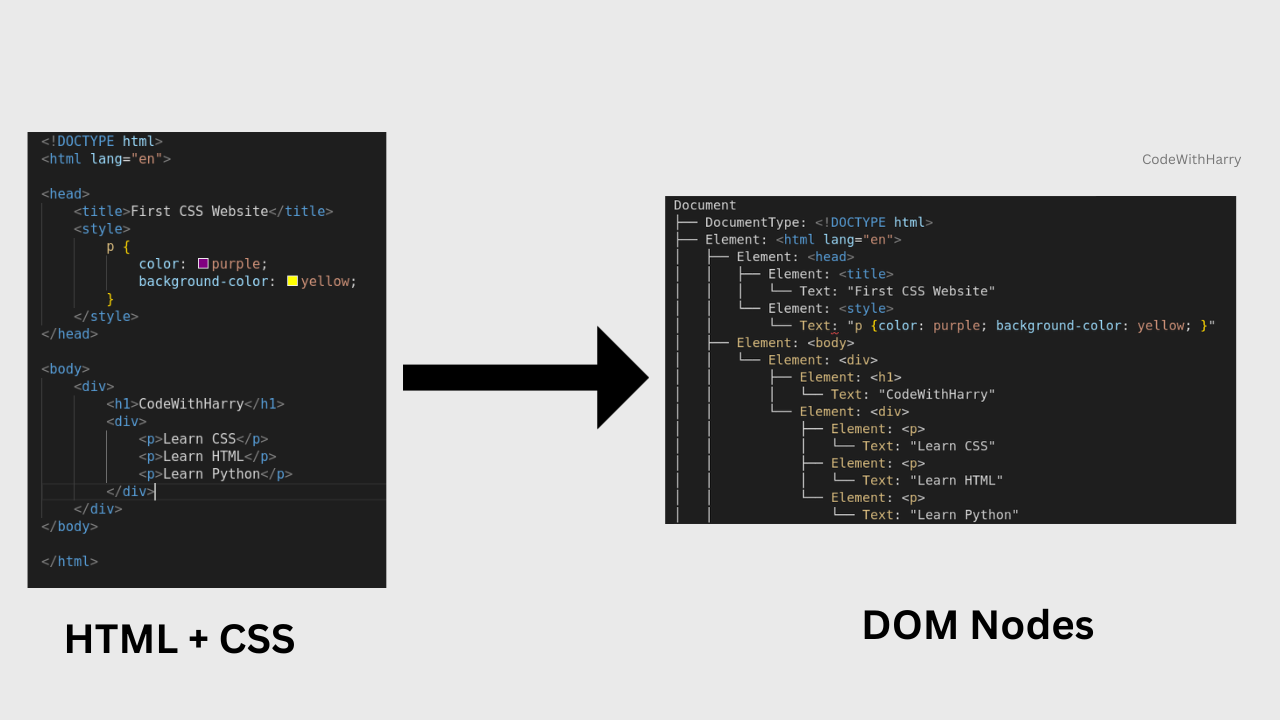 <!DOCTYPE html>
<html lang="en">
<head>
<title>First CSS Website</title>
<style>
p {
color: purple;
background-color: yellow;
}
</style>
</head>
<body>
<div>
<h1>CodeWithHarry</h1>
<div>
<p>Learn CSS</p>
<p>Learn HTML</p>
<p>Learn Python</p>
</div>
</div>
</body>
</html>
HTML + CSS
CodeWithHarry
Document
├── DocumentType: <!DOCTYPE html>
├── Element: <html lang="en">
│   ├── Element: <head>
│   │   ├── Element: <title>
│   │   │   └── Text: "First CSS Website"
│   │   └── Element: <style>
│   │       └── Text: "p {color: purple; background-color: yellow; }"
│   ├── Element: <body>
│   │   └── Element: <div>
│   │       ├── Element: <h1>
│   │       │   └── Text: "CodeWithHarry"
│   │       └── Element: <div>
│   │           ├── Element: <p>
│   │           │   └── Text: "Learn CSS"
│   │           ├── Element: <p>
│   │           │   └── Text: "Learn HTML"
│   │           └── Element: <p>
│   │               └── Text: "Learn Python"
DOM Nodes